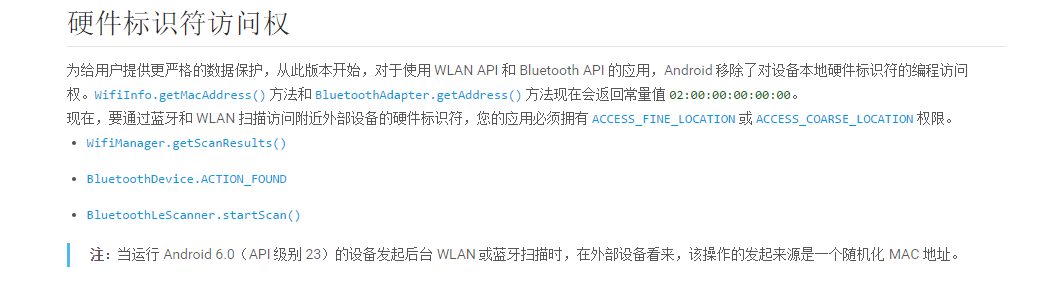 硬件标识符访问权
为给用户提供更严格的数据保护，从此版本开始，对于使用 WLAN API 和 Bluetooth API 的应用，Android 移除了对设备本地硬件标识符的编程访问
权。WifiInfo.getMacAddress() 方法和 BluetoothAdapter.getAddress() 方法现在会返回常量值 02:00:00:00:00:00。
现在，要通过蓝牙和 WLAN 扫描访问附近外部设备的硬件标识符，您的应用必须拥有 ACCESS_FINE_LOCATION 或 ACCESS_COARSE_LOCATION 权限。
• WifiManager.getScanResults()
• BluetoothDevice.ACTION_FOUND
• BluetoothLeScanner.startScan()
注：当运行 Android 6.0（API 级别 23）的设备发起后台 WLAN 或蓝牙扫描时，在外部设备看来，该操作的发起来源是一个随机化 MAC 地址。